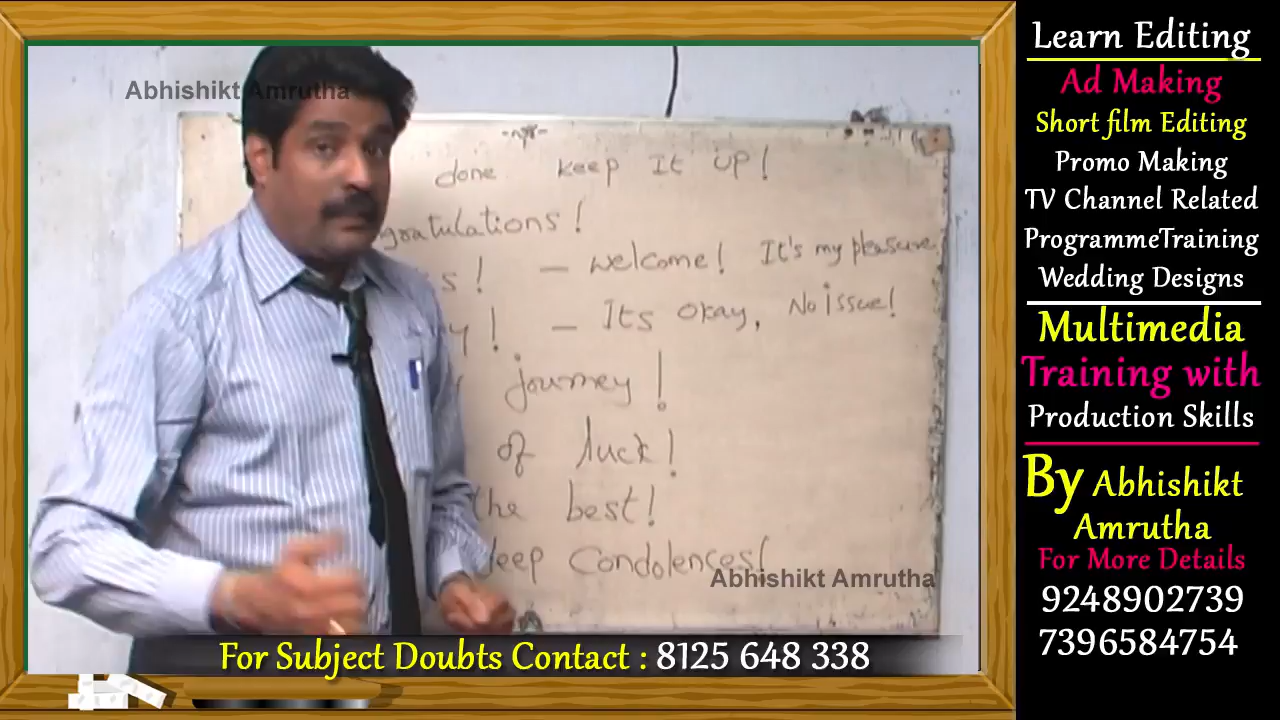 Abhishikt Amrutha
done keep It up!
gratulations!
s! – welcome! It's my pleasure
y! – Its okay, No issue!
y journey!
of luck!
the best!
deep Condolences!
Abhishikt Amrutha
For Subject Doubts Contact : 8125 648 338
Learn Editing
Ad Making
Short film Editing
Promo Making
TV Channel Related
ProgrammeTraining
Wedding Designs
Multimedia
Training with
Production Skills
By Abhishikt
Amrutha
For More Details
9248902739
7396584754